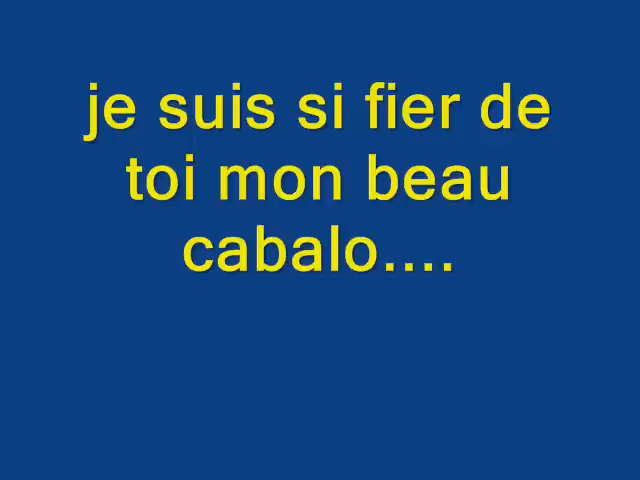 je suis si fier de
toi mon beau
cabalo....